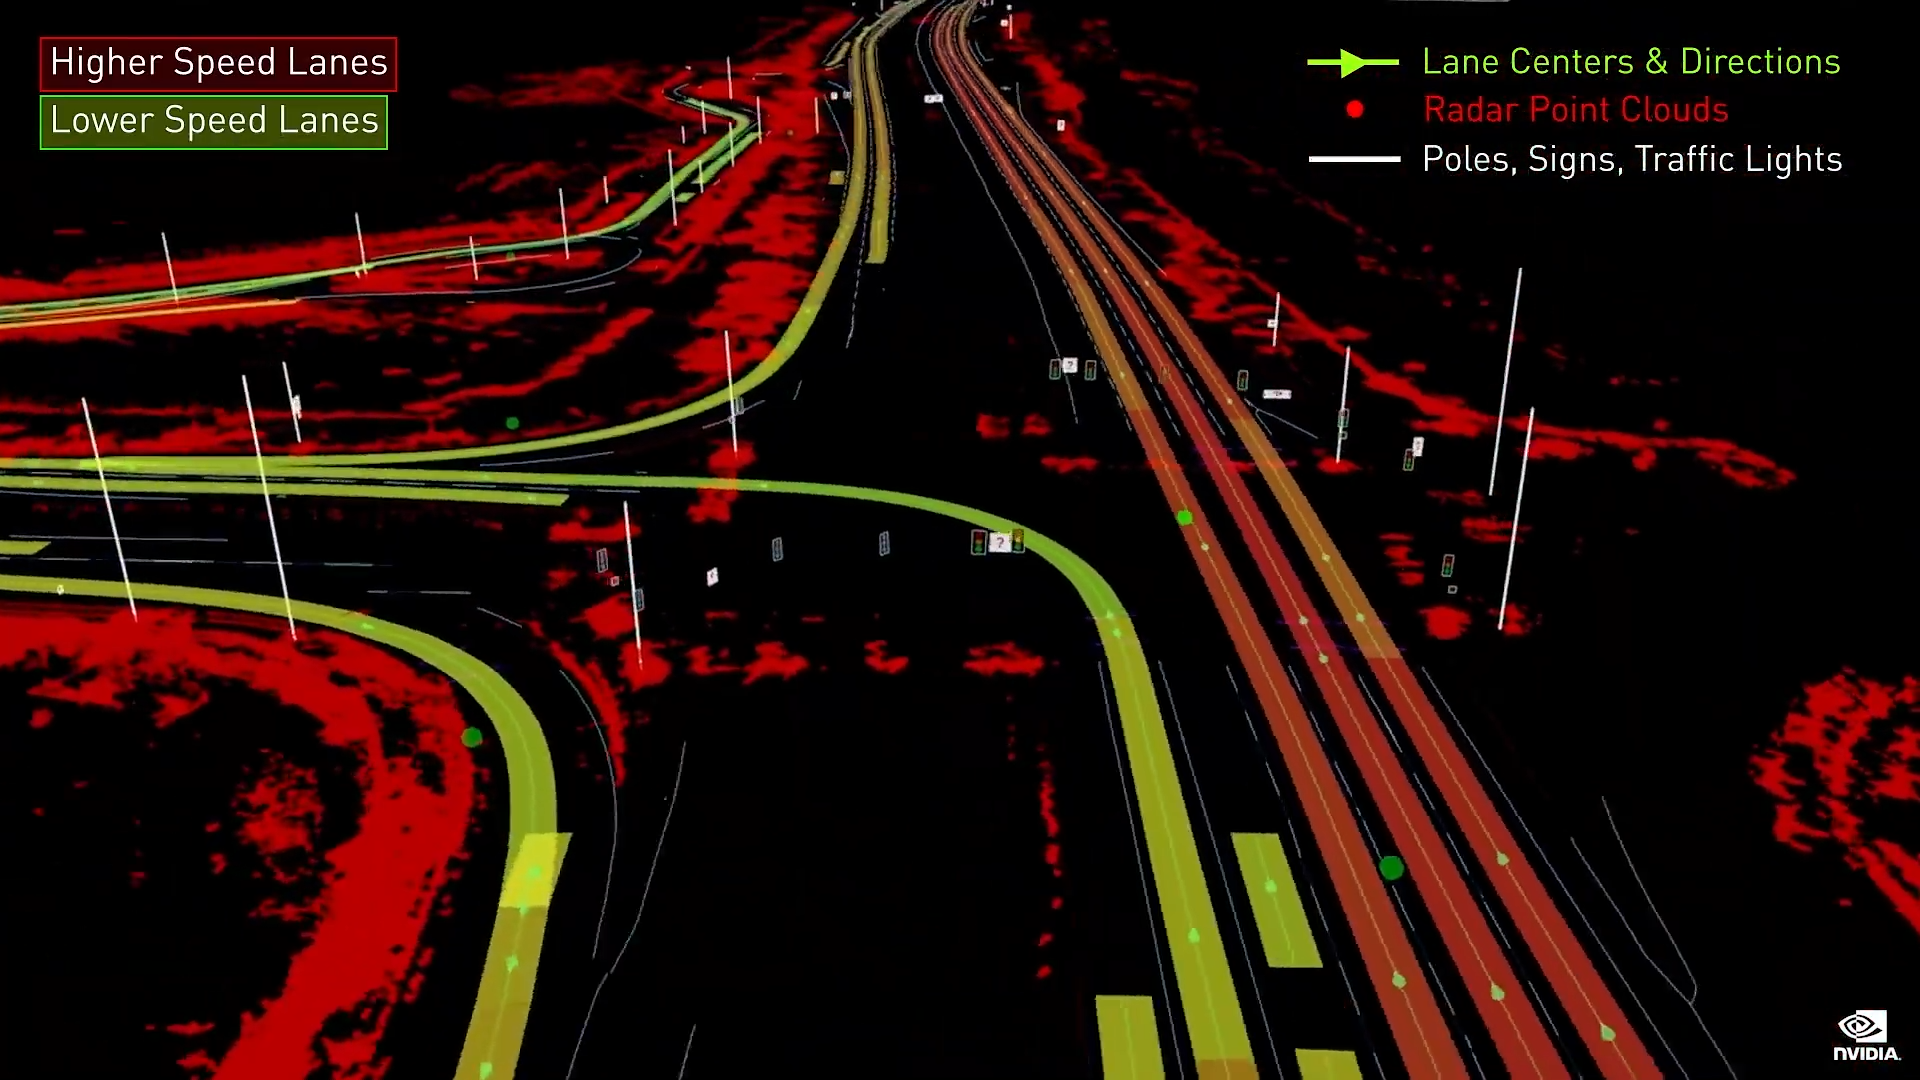 Higher Speed Lanes
Lower Speed Lanes
Lane Centers & Directions
Radar Point Clouds
Poles, Signs, Traffic Lights
?
?
NVIDIA.